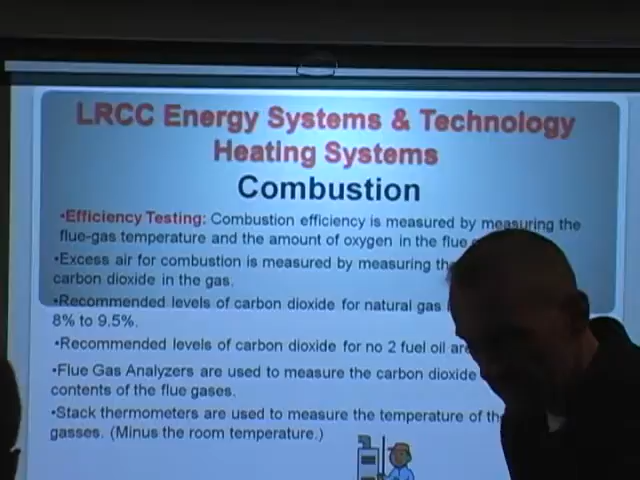 LRCC Energy Systems & Technology
Heating Systems
Combustion
•Efficiency Testing: Combustion efficiency is measured by measuring the
flue-gas temperature and the amount of oxygen in the flue
•Excess air for combustion is measured by measuring the
carbon dioxide in the gas.
•Recommended levels of carbon dioxide for natural gas
8% to 9.5%.
•Recommended levels of carbon dioxide for no 2 fuel oil are
•Flue Gas Analyzers are used to measure the carbon dioxide
contents of the flue gases.
•Stack thermometers are used to measure the temperature of the
gasses. (Minus the room temperature.)